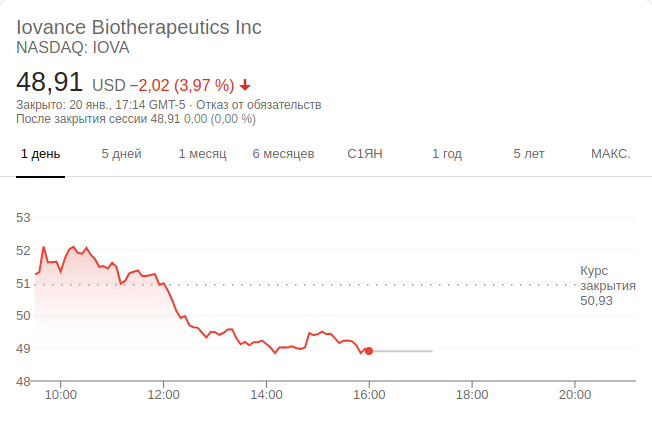 Iovance Biotherapeutics Inc
NASDAQ: IOVA
48,91 USD −2,02 (3,97 %)
Закрыто: 20 янв., 17:14 GMT-5 · Отказ от обязательств
После закрытия сессии 48,91 0,00 (0,00 %)
1 день 5 дней 1 месяц 6 месяцев С1ЯН 1 год 5 лет МАКС.
53
52
51
50
49
48
Курс
закрытия
50,93
10:00 12:00 14:00 16:00 18:00 20:00